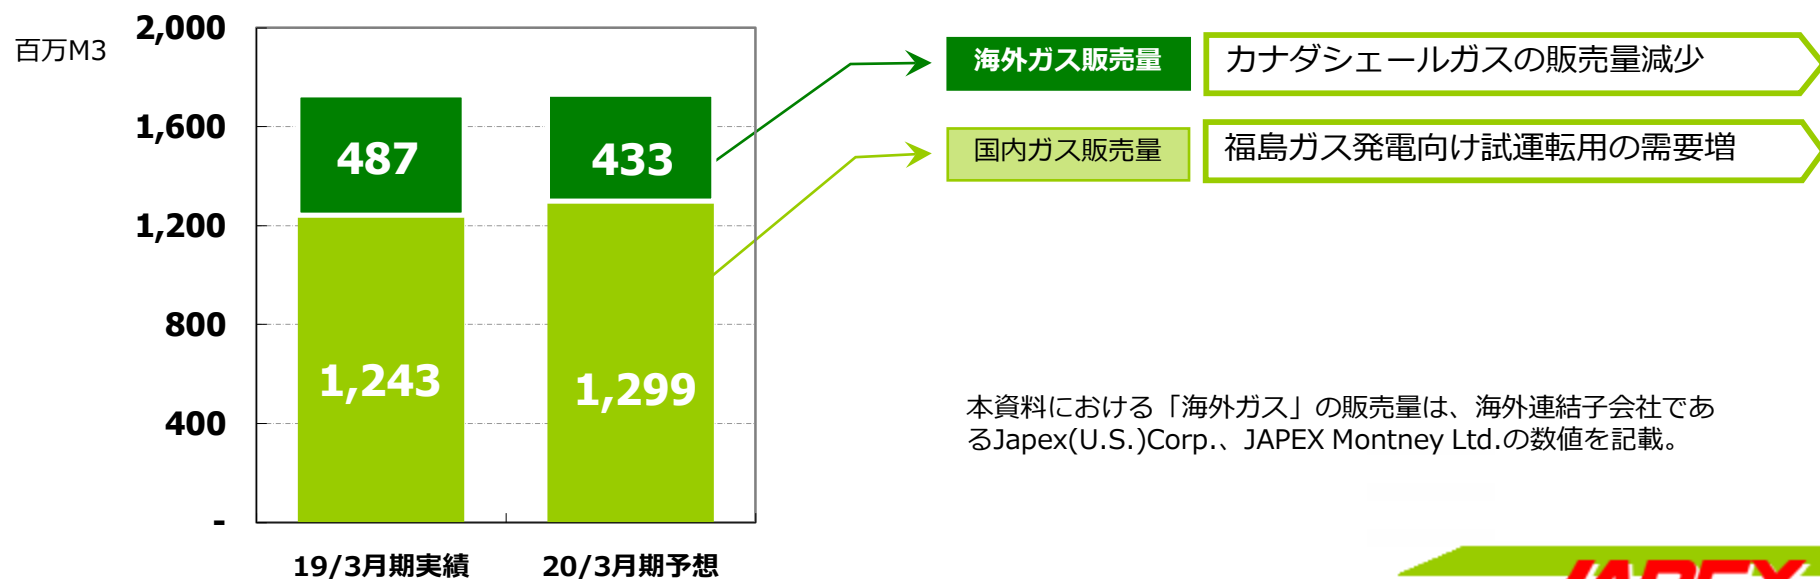 百万M3
2,000
1,600
1,200
800
400
-
487
1,243
433
1,299
19/3月期実績
20/3月期予想
海外ガス販売量
カナダシェールガスの販売量減少
国内ガス販売量
福島ガス発電向け試運転用の需要増
本資料における「海外ガス」の販売量は、海外連結子会社であ
るJapex(U.S.)Corp.、JAPEX Montney Ltd.の数値を記載。
JAPEX